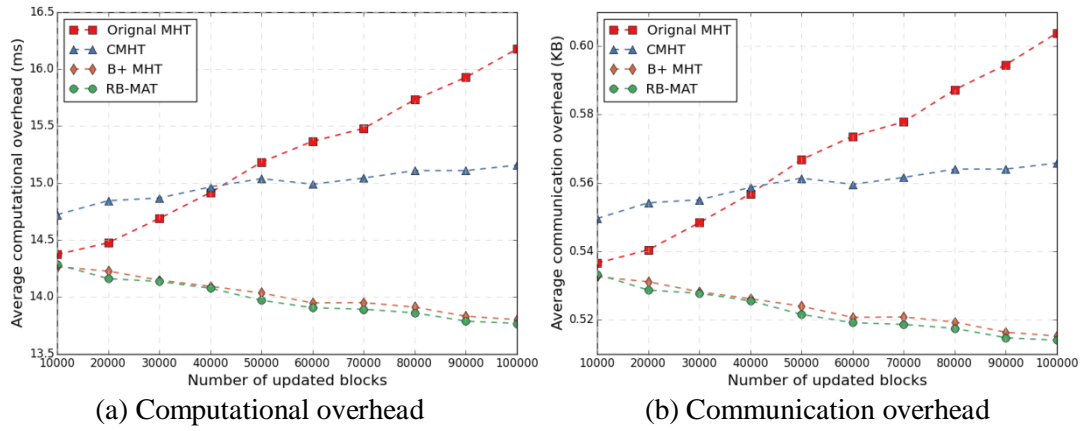 16.5
16.0
15.5
15.0
14.5
14.0
13.5
Average computational overhead (ms)
Orignal MHT
CMHT
B+ MHT
RB-MAT
10000 20000 30000 40000 50000 60000 70000 80000 90000 100000
Number of updated blocks
(a) Computational overhead
0.60
0.58
0.56
0.54
0.52
Average communication overhead (KB)
Orignal MHT
CMHT
B+ MHT
RB-MAT
10000 20000 30000 40000 50000 60000 70000 80000 90000 100000
Number of updated blocks
(b) Communication overhead